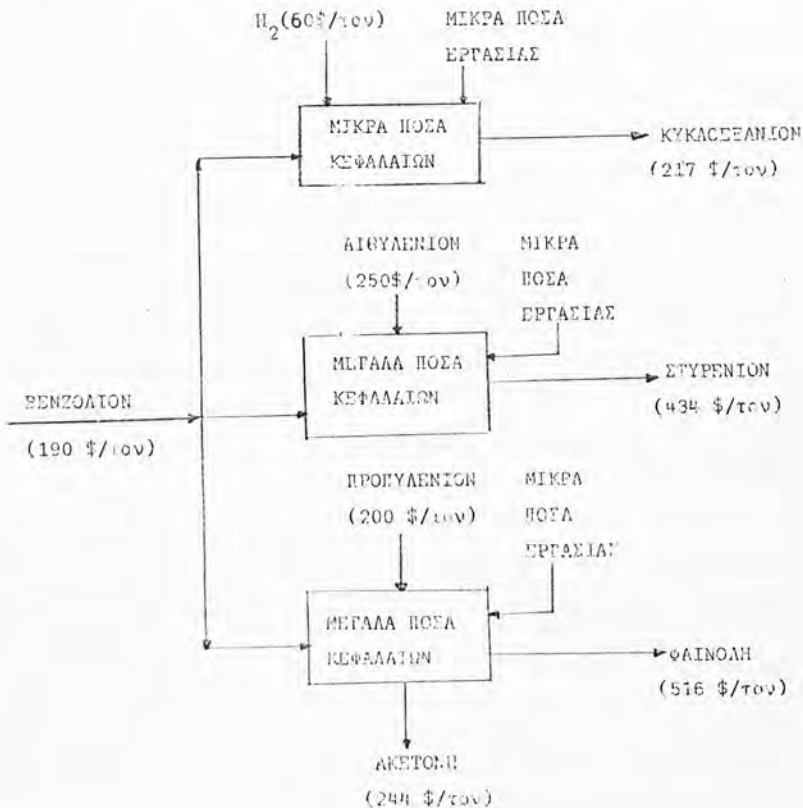 H₂(60$/τον)
ΜΙΚΡΑ ΠΟΣΑ
ΕΡΓΑΣΙΑΣ
ΜΙΚΡΑ ΠΟΣΑ
ΚΕΦΑΛΑΙΩΝ
ΚΥΚΛΟΕΞΑΝΙΟΝ
(217 $/τον)
ΑΙΘΥΛΕΝΙΟΝ
(250$/τον)
ΜΙΚΡΑ
ΠΟΣΑ
ΕΡΓΑΣΙΑΣ
ΜΕΓΑΛΑ ΠΟΣΑ
ΚΕΦΑΛΑΙΩΝ
ΣΤΥΡΕΝΙΟΝ
(434 $/τον)
ΒΕΝΖΟΛΙΟΝ
(190 $/τον)
ΠΡΟΠΥΛΕΝΙΟΝ
(200 $/τον)
ΜΙΚΡΑ
ΠΟΣΑ
ΕΡΓΑΣΙΑΣ
ΜΕΓΑΛΑ ΠΟΣΑ
ΚΕΦΑΛΑΙΩΝ
ΦΑΙΝΟΛΗ
(516 $/τον)
ΑΚΕΤΟΝΗ
(244 $/τον)